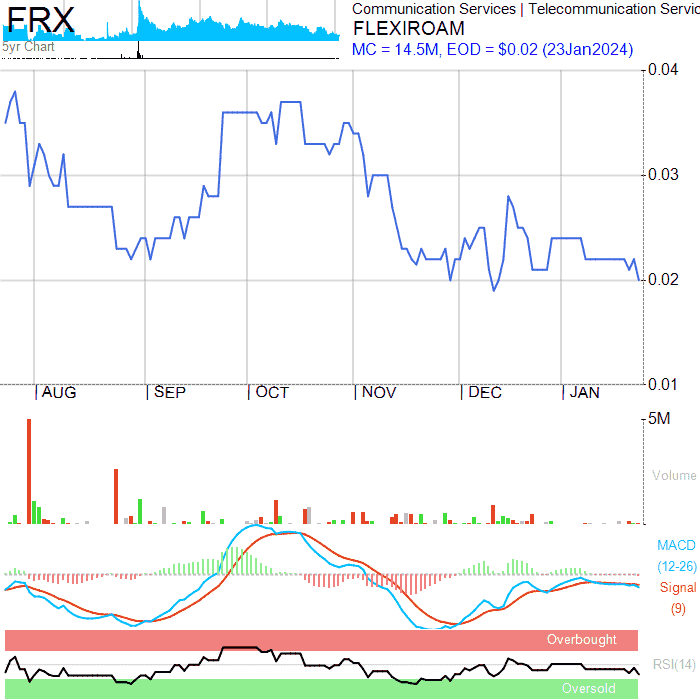 FRX
5yr Chart
Communication Services | Telecommunication Servic
FLEXIROAM
MC = 14.5M, EOD = $0.02 (23Jan2024)
0.04
0.03
0.02
0.01
AUG
SEP
OCT
NOV
DEC
JAN
5M
Volume
MACD
(12-26)
Signal
(9)
Overbought
RSI(14)
Oversold